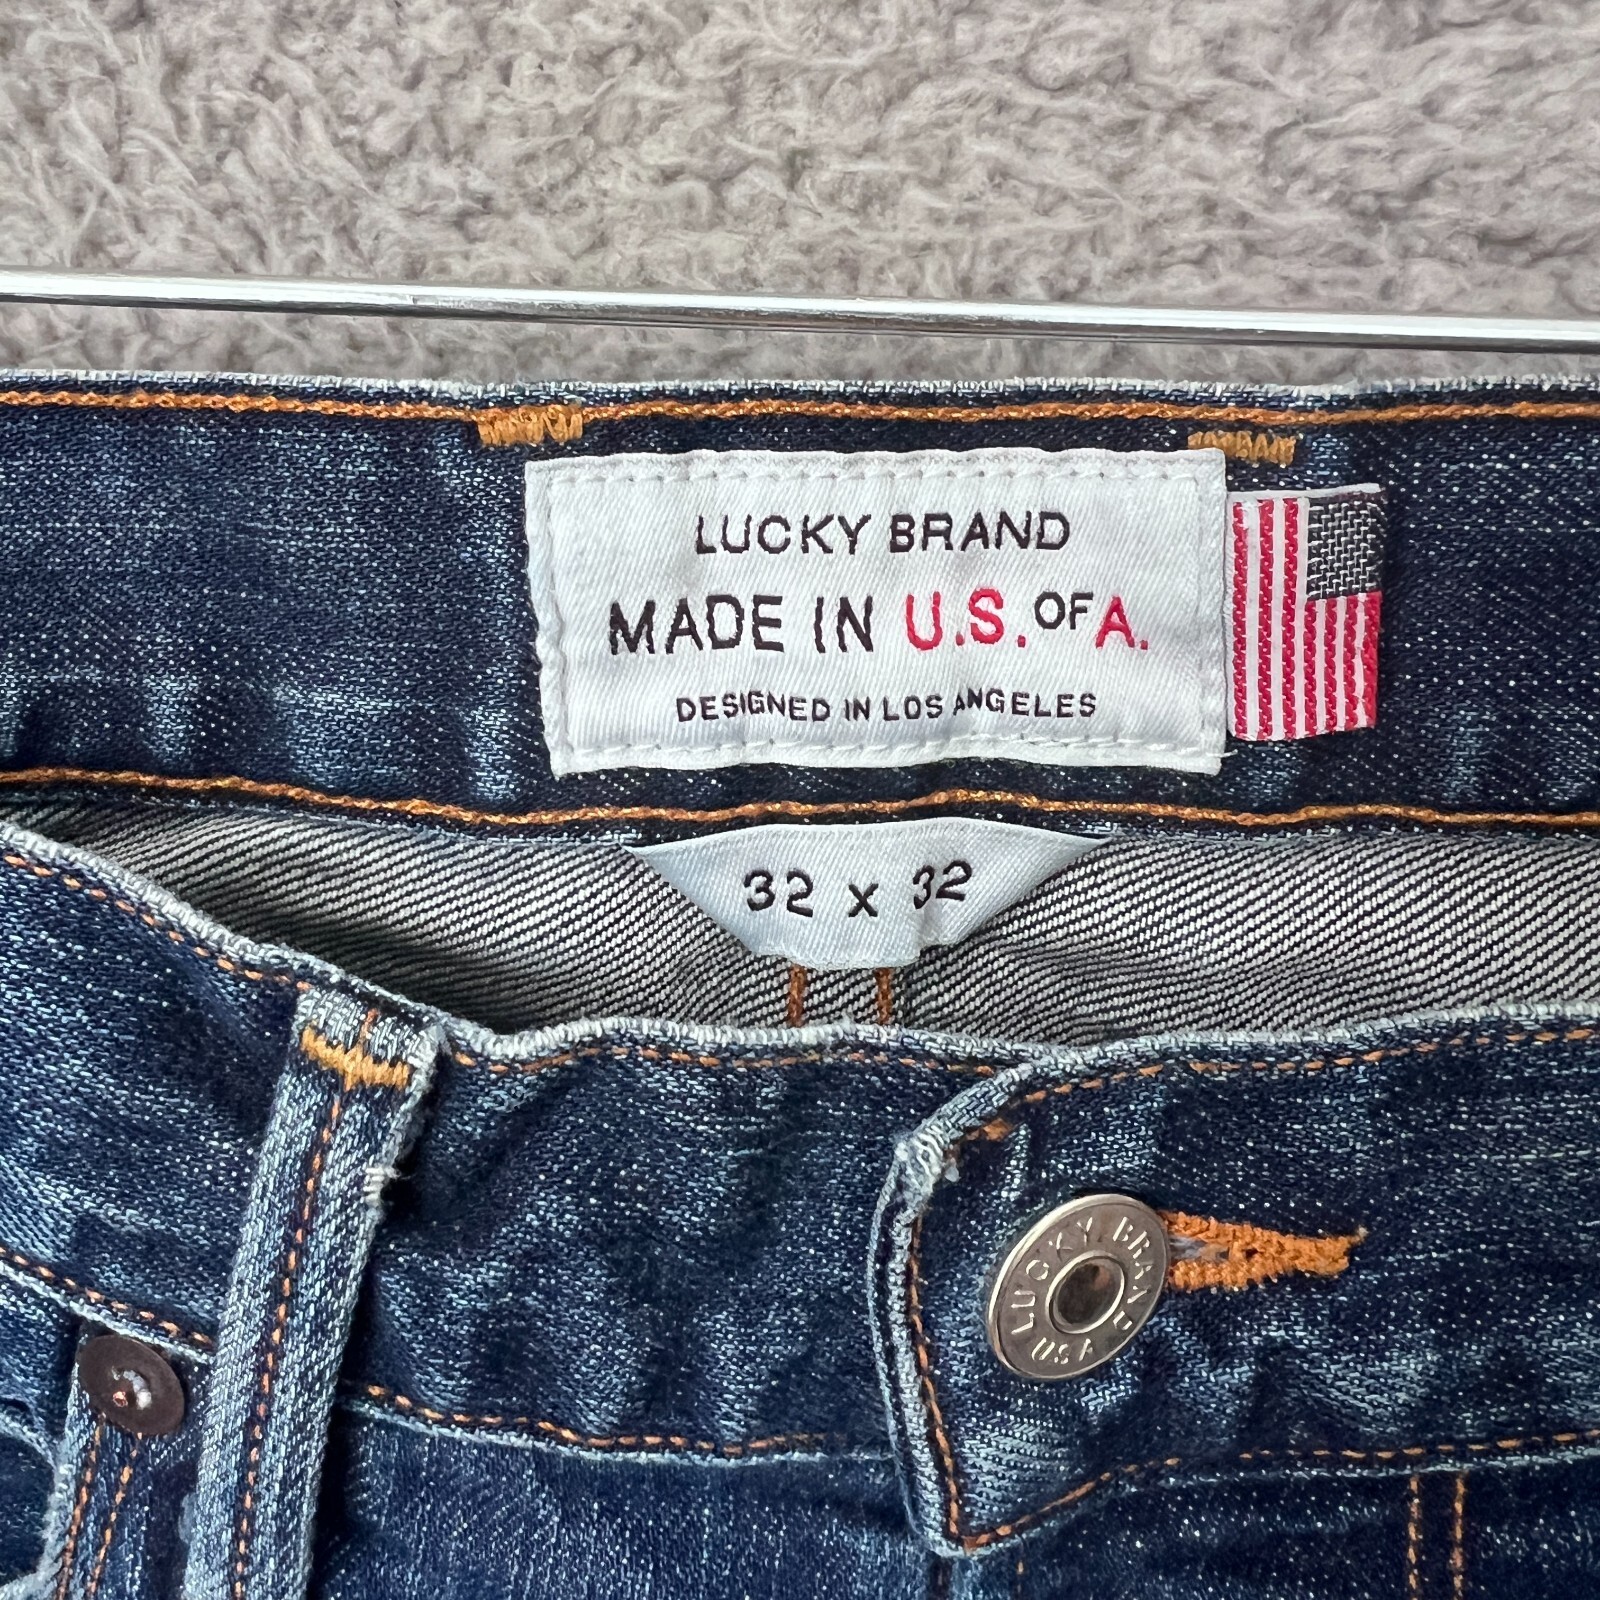 LUCKY BRAND
MADE IN U.S. OF A.
DESIGNED IN LOS ANGELES
32 x 32
LUCKY BRAND
USA